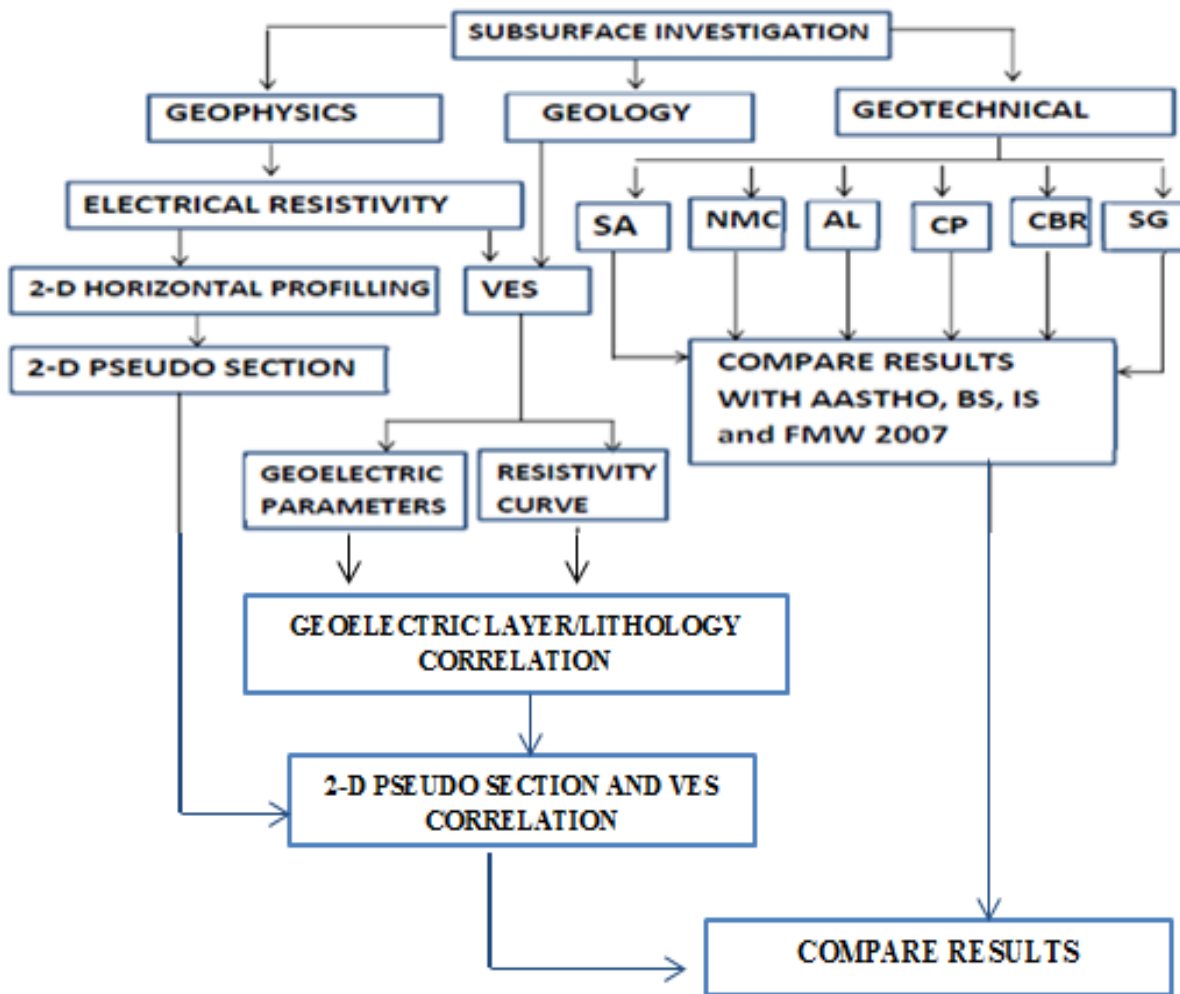 SUBSURFACE INVESTIGATION
GEOPHYSICS
GEOLOGY
GEOTECHNICAL
ELECTRICAL RESISTIVITY
SA
NMC
AL
CP
CBR
SG
2-D HORIZONTAL PROFILLING
VES
2-D PSEUDO SECTION
COMPARE RESULTS
WITH AASTHO, BS, IS
and FMW 2007
GEOELECTRIC
PARAMETERS
RESISTIVITY
CURVE
GEOELECTRIC LAYER/LITHOLOGY
CORRELATION
2-D PSEUDO SECTION AND VES
CORRELATION
COMPARE RESULTS